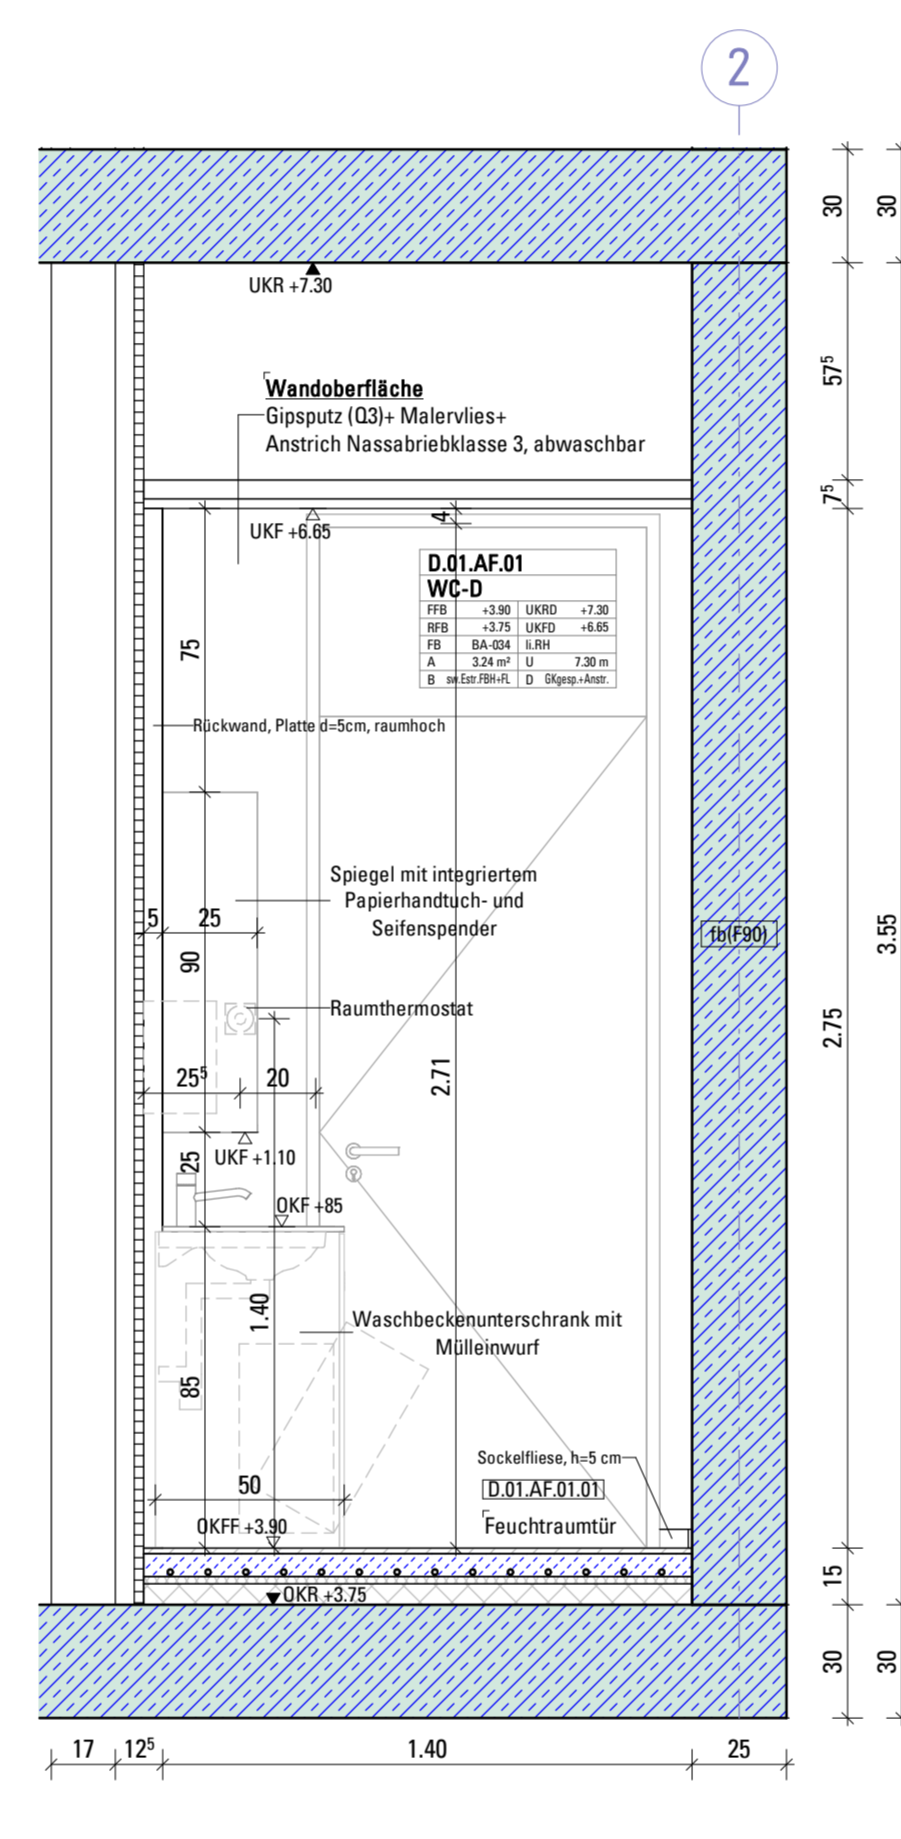 2
30
30
UKR +7.30
57⁵
Wandoberfläche
Gipsputz (Q3)+ Malervlies+
Anstrich Nassabriebklasse 3, abwaschbar
7⁵
4
UKF +6.65
D.01.AF.01
WC-D
FFB +3.90 UKRD +7.30
RFB +3.75 UKFD +6.65
FB BA-034 li.RH
A 3.24 m² U 7.30 m
B sw.Estr.FBH+FL D GKgesp.+Anstr.
75
Rückwand, Platte d=5cm, raumhoch
Spiegel mit integriertem
Papierhandtuch- und
Seifenspender
5 25
fb(F90)
3.55
90
Raumthermostat
2.75
25⁵ 20
2.71
UKF +1.10
25
OKF +85
1.40
Waschbeckenunterschrank mit
Mülleinwurf
85
Sockelfliese, h=5 cm
50
D.01.AF.01.01
OKFF +3.90
Feuchtraumtür
15
OKR +3.75
30
30
17 12⁵ 1.40 25